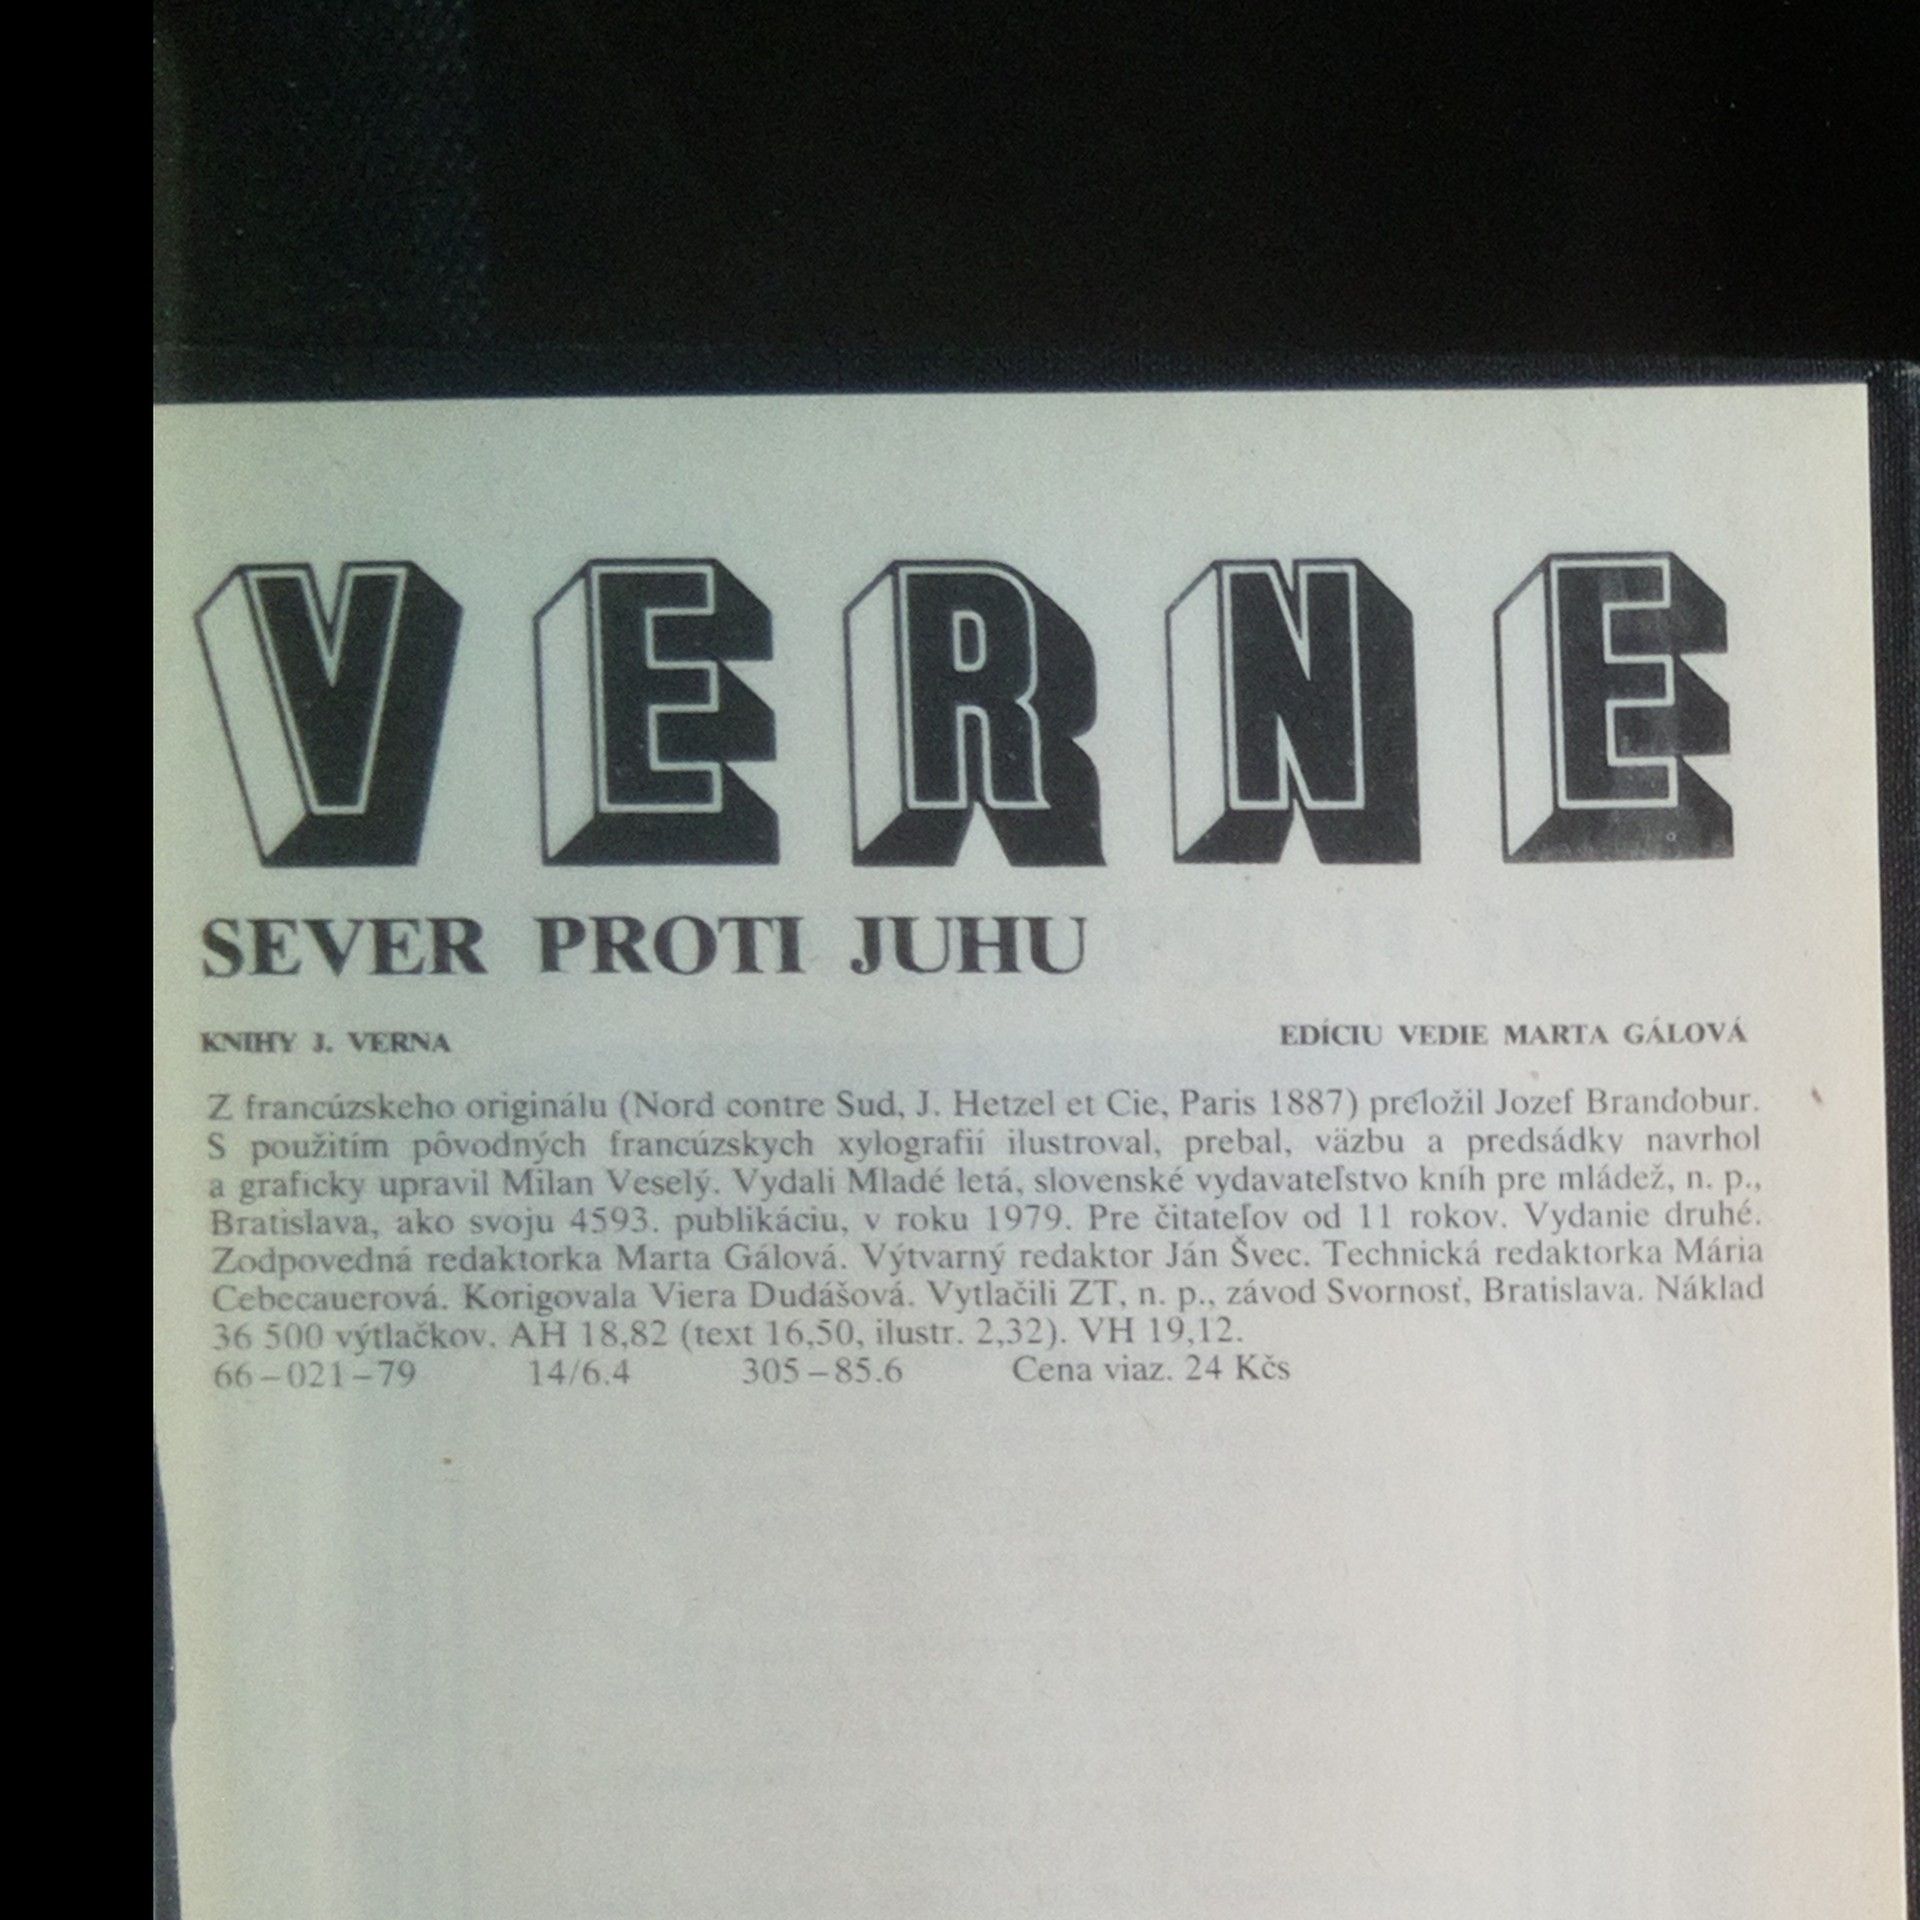 VERNE
SEVER PROTI JUHU
KNIHY J. VERNA
EDÍCIU VEDIE MARTA GÁLOVÁ
Z francúzskeho originálu (Nord contre Sud, J. Hetzel et Cie, Paris 1887) preložil Jozef Brandobur.
S použitím pôvodných francúzskych xylografií ilustroval, prebal, väzbu a predsádky navrhol
a graficky upravil Milan Veselý. Vydali Mladé letá, slovenské vydavateľstvo kníh pre mládež, n. p.,
Bratislava, ako svoju 4593. publikáciu, v roku 1979. Pre čitateľov od 11 rokov. Vydanie druhé.
Zodpovedná redaktorka Marta Gálová. Výtvarný redaktor Ján Švec. Technická redaktorka Mária
Cebecauerová. Korigovala Viera Dudášová. Vytlačili ZT, n. p., závod Svornosť, Bratislava. Náklad
36 500 výtlačkov. AH 18,82 (text 16,50, ilustr. 2,32). VH 19,12.
66–021–79 14/6.4 305–85.6 Cena viaz. 24 Kčs